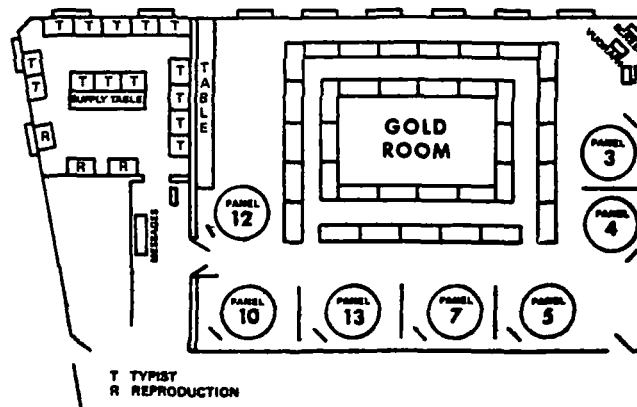 T T T T T
T
T
T T T
SUPPLY TABLE
T
T
T
T
TABLE
R
R R
MESSAGES
GOLD
ROOM
PANEL
3
PANEL
4
PANEL
12
PANEL
10
PANEL
13
PANEL
7
PANEL
5
T TYPIST
R REPRODUCTION